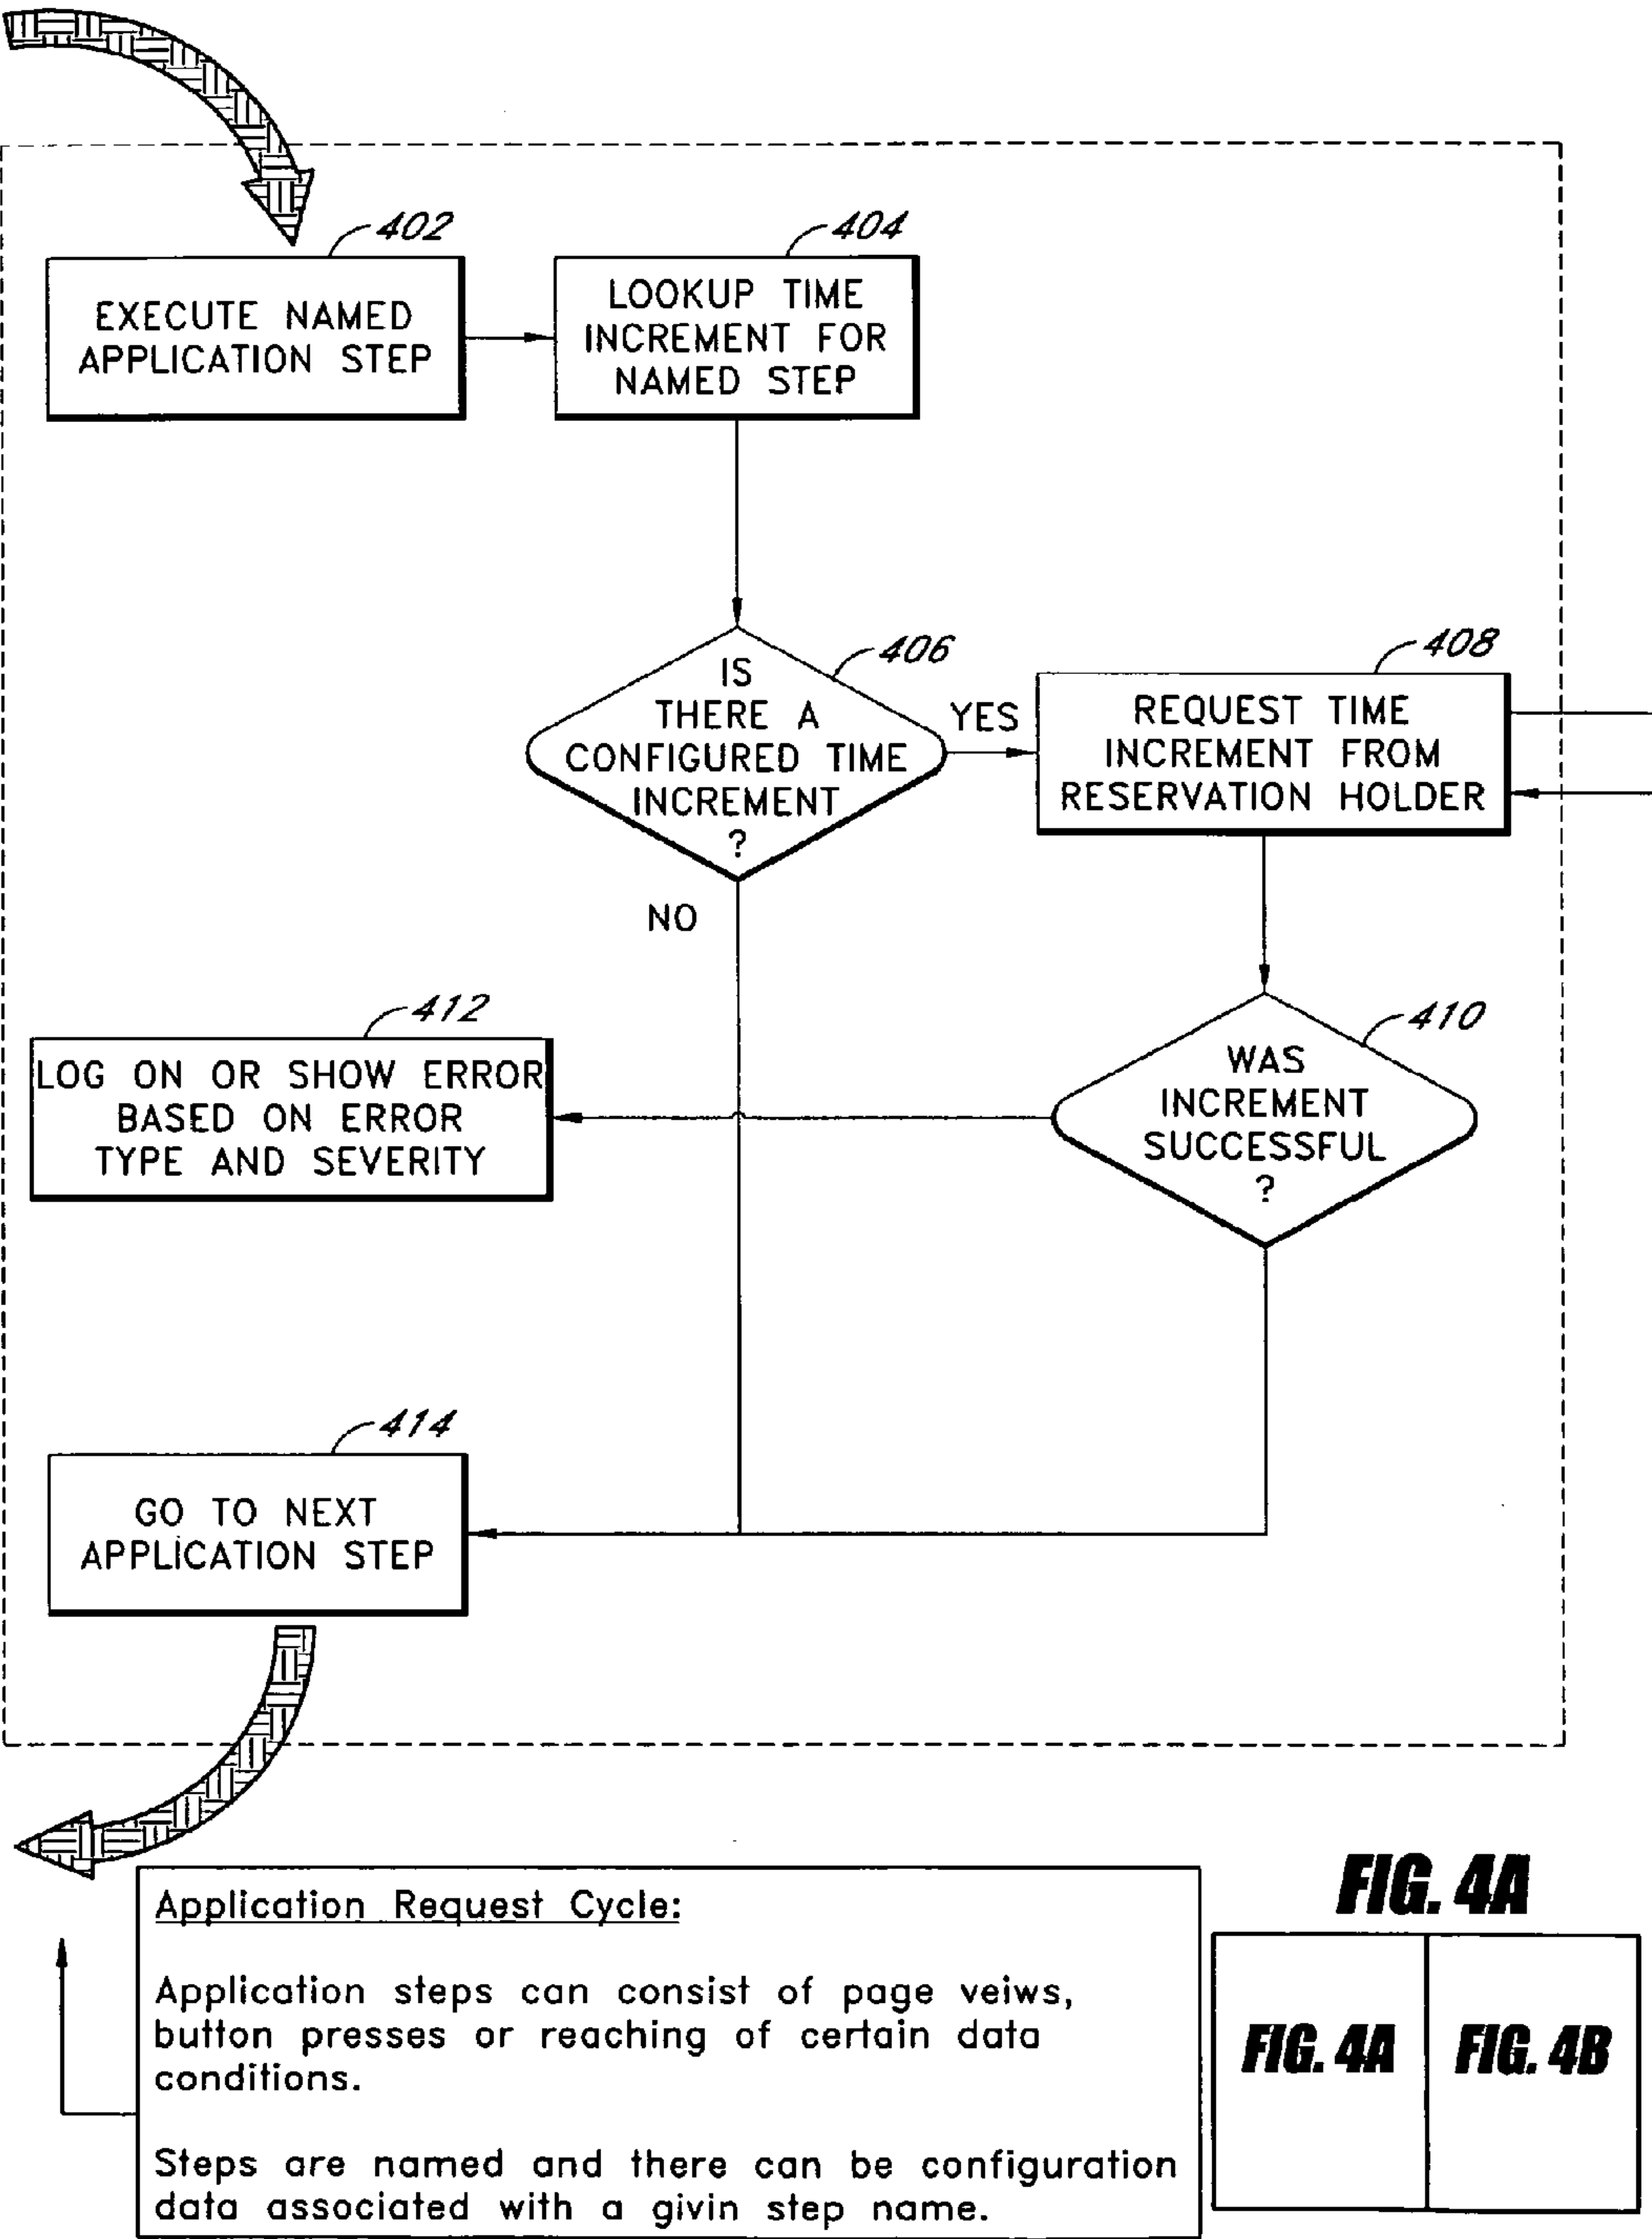 402
EXECUTE NAMED
APPLICATION STEP
404
LOOKUP TIME
INCREMENT FOR
NAMED STEP
406
IS
THERE A
CONFIGURED TIME
INCREMENT
?
YES
NO
408
REQUEST TIME
INCREMENT FROM
RESERVATION HOLDER
410
WAS
INCREMENT
SUCCESSFUL
?
412
LOG ON OR SHOW ERROR
BASED ON ERROR
TYPE AND SEVERITY
414
GO TO NEXT
APPLICATION STEP
Application Request Cycle:
Application steps can consist of page veiws,
button presses or reaching of certain data
conditions.
Steps are named and there can be configuration
data associated with a givin step name.
FIG. 4A
FIG. 4A
FIG. 4B